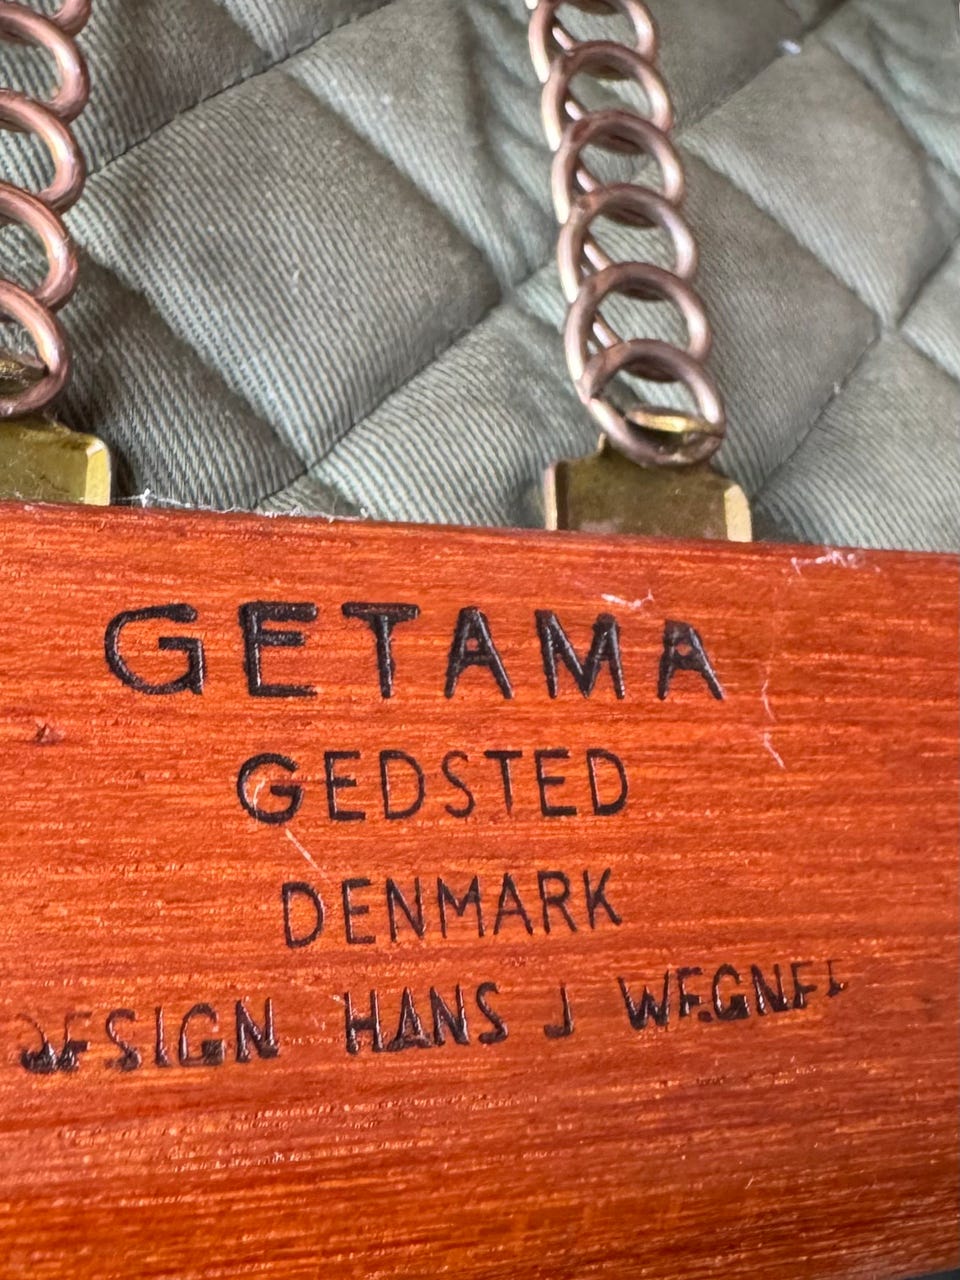 GETAMA
GEDSTED
DENMARK
DESIGN HANS J WEGNER